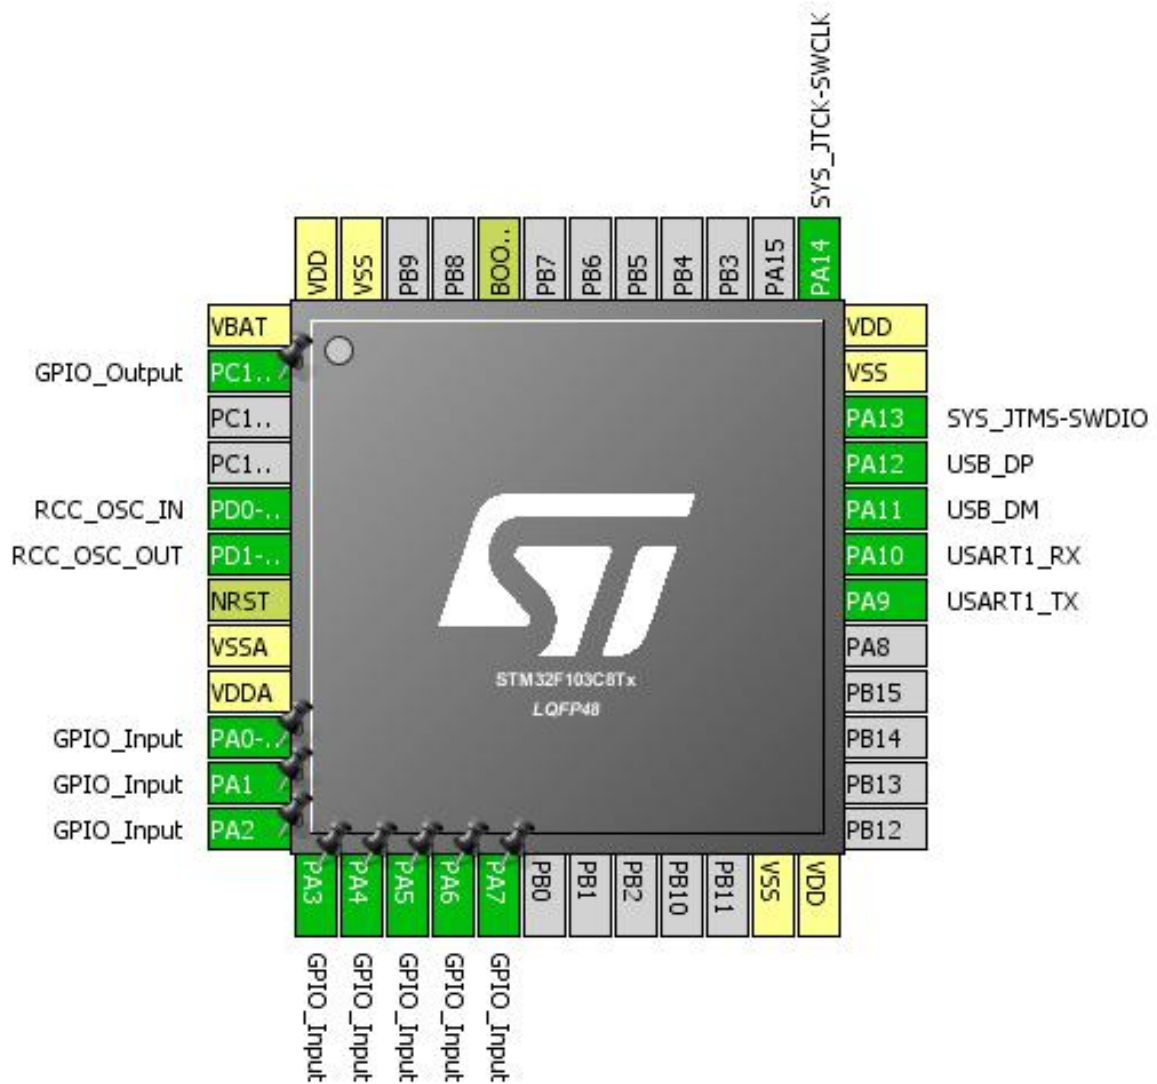 SYS_JTCK-SWCLK
VDD
VSS
PB9
PB8
BOO..
PB7
PB6
PB5
PB4
PB3
PA15
PA14
VBAT
GPIO_Output PC1..
PC1..
PC1..
RCC_OSC_IN PD0-..
RCC_OSC_OUT PD1-..
NRST
VSSA
VDDA
GPIO_Input PA0-..
GPIO_Input PA1
GPIO_Input PA2
VDD
VSS
PA13 SYS_JTMS-SWDIO
PA12 USB_DP
PA11 USB_DM
PA10 USART1_RX
PA9 USART1_TX
PA8
PB15
PB14
PB13
PB12
ST
STM32F103C8Tx
LQFP48
PA3
PA4
PA5
PA6
PA7
PB0
PB1
PB2
PB10
PB11
VSS
VDD
GPIO_Input
GPIO_Input
GPIO_Input
GPIO_Input
GPIO_Input